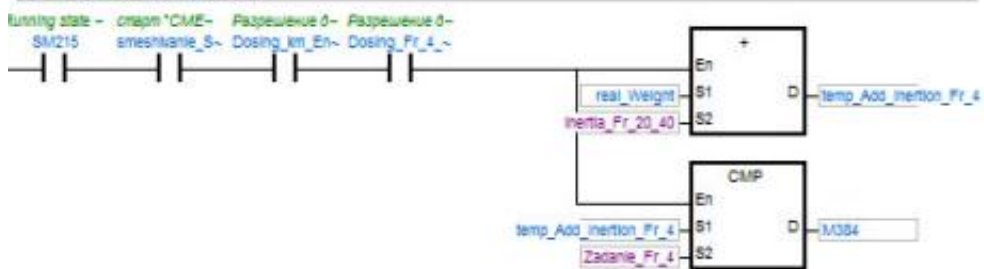 Running state ~ старт "СМЕ~ Разрешение д~ Разрешение д~
SM215 smeshivanie_S~ Dosing_km_En~ Dosing_Fr_4_~
+
En
real_Weight S1 D temp_Add_Inertion_Fr_4
Inertia_Fr_20_40 S2
CMP
En
temp_Add_Inertion_Fr_4 S1 D M384
Zadanie_Fr_4 S2